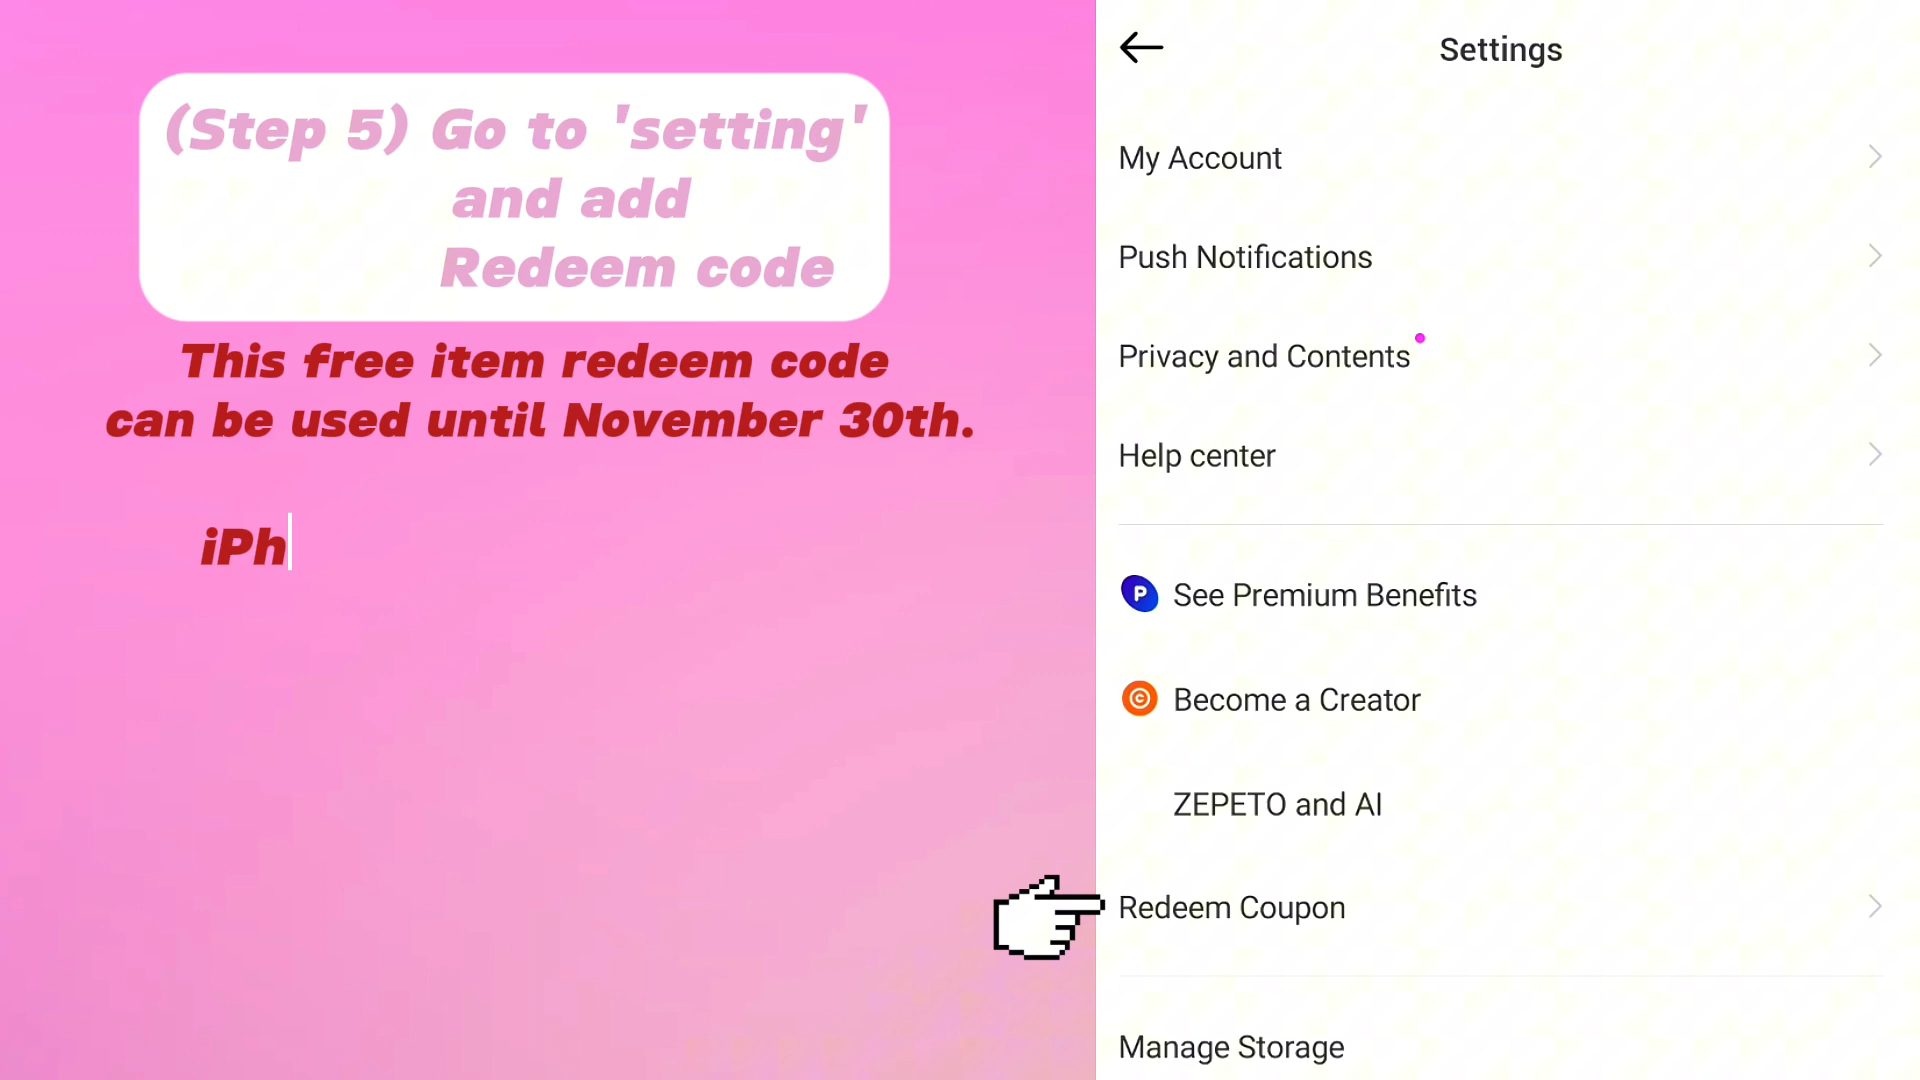 (Step 5) Go to 'setting'
and add
Redeem code
This free item redeem code
can be used until November 30th.
iPh
Settings
My Account
Push Notifications
Privacy and Contents
Help center
P See Premium Benefits
C Become a Creator
ZEPETO and AI
Redeem Coupon
Manage Storage